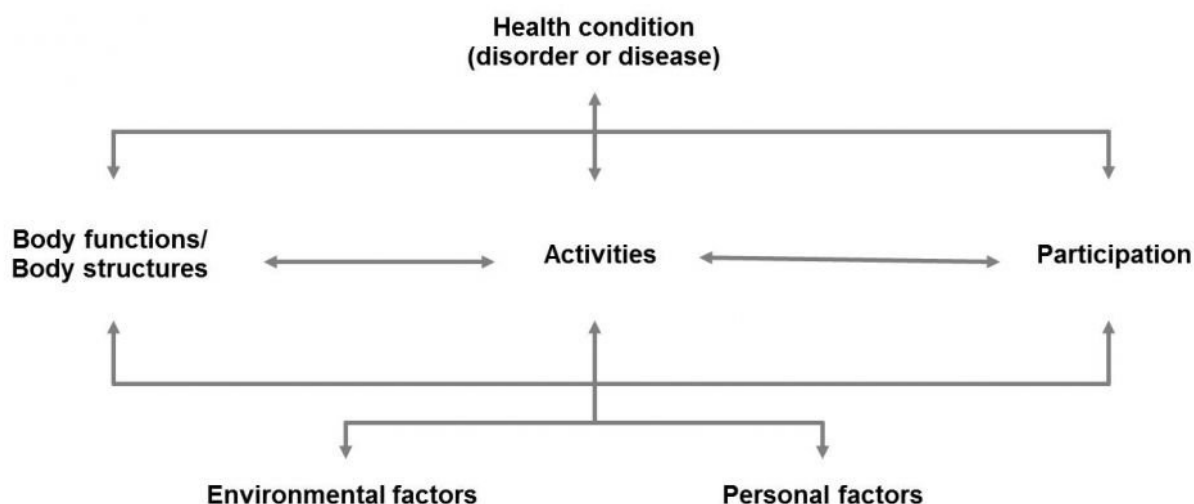 Health condition
(disorder or disease)
Body functions/
Body structures
Activities
Participation
Environmental factors
Personal factors